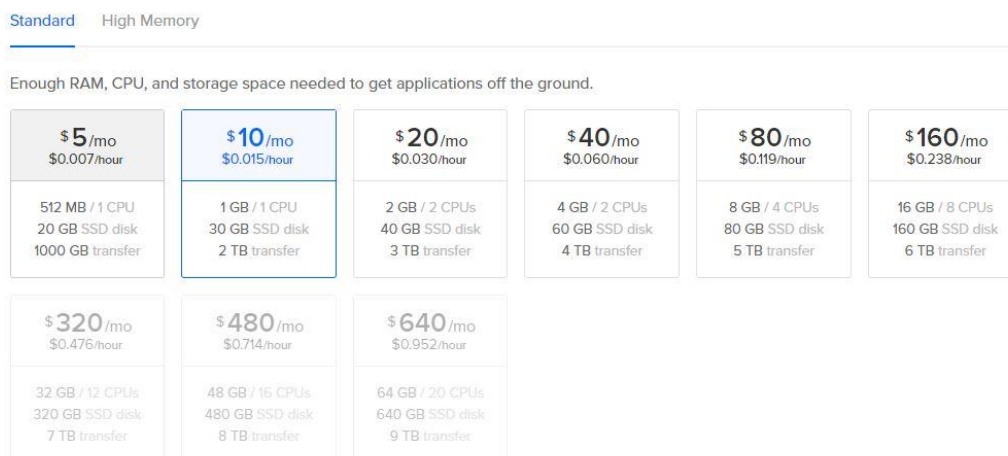 Standard High Memory
Enough RAM, CPU, and storage space needed to get applications off the ground.
$5/mo
$0.007/hour
512 MB / 1 CPU
20 GB SSD disk
1000 GB transfer
$10/mo
$0.015/hour
1 GB / 1 CPU
30 GB SSD disk
2 TB transfer
$20/mo
$0.030/hour
2 GB / 2 CPUs
40 GB SSD disk
3 TB transfer
$40/mo
$0.060/hour
4 GB / 2 CPUs
60 GB SSD disk
4 TB transfer
$80/mo
$0.119/hour
8 GB / 4 CPUs
80 GB SSD disk
5 TB transfer
$160/mo
$0.238/hour
16 GB / 8 CPUs
160 GB SSD disk
6 TB transfer
$320/mo
$0.476/hour
32 GB / 12 CPUs
320 GB SSD disk
7 TB transfer
$480/mo
$0.714/hour
48 GB / 16 CPUs
480 GB SSD disk
8 TB transfer
$640/mo
$0.952/hour
64 GB / 20 CPUs
640 GB SSD disk
9 TB transfer